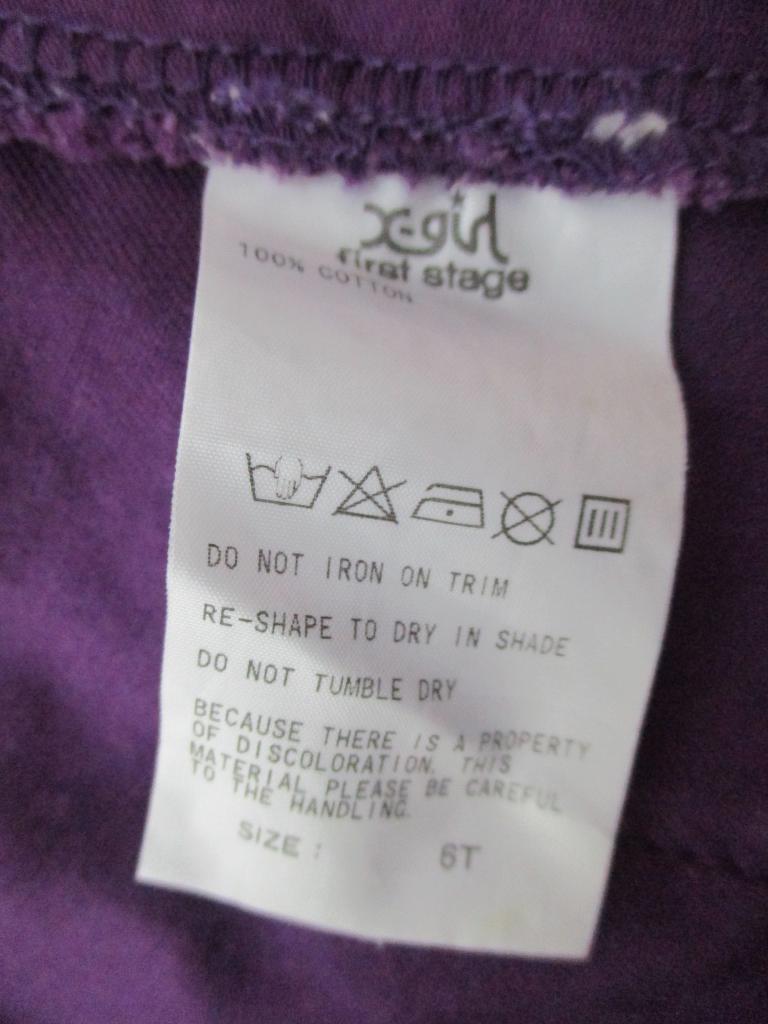 X-girl
first stage
100% COTTON
DO NOT IRON ON TRIM
RE-SHAPE TO DRY IN SHADE
DO NOT TUMBLE DRY
BECAUSE THERE IS A PROPERTY
OF DISCOLORATION. THIS
MATERIAL PLEASE BE CAREFUL
TO THE HANDLING.
SIZE : 6T